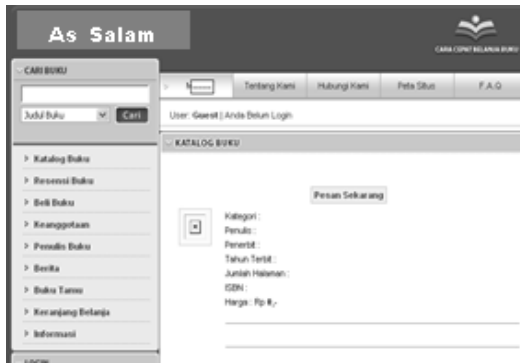 As Salam
CARA CEPAT BELANJA BUKU
CARI BUKU
Judul Buku
Cari
Tentang Kami
Hubungi Kami
Peta Situs
F.A.Q
User: Guest | Anda Belum Login
KATALOG BUKU
> Katalog Buku
> Resensi Buku
> Beli Buku
> Keanggotaan
> Penulis Buku
> Berita
> Buku Tamu
> Keranjang Belanja
> Informasi
LOGIN
Pesan Sekarang
Kategori :
Penulis :
Penerbit :
Tahun Terbit :
Jumlah Halaman :
ISBN :
Harga : Rp 0,-